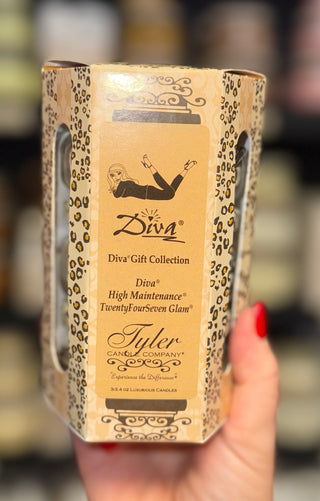 Diva®
Diva® Gift Collection
Diva®
High Maintenance®
TwentyFourSeven Glam®
Tyler
CANDLE COMPANY®
Experience the Difference®
3/3.4 oz Luxurious Candles